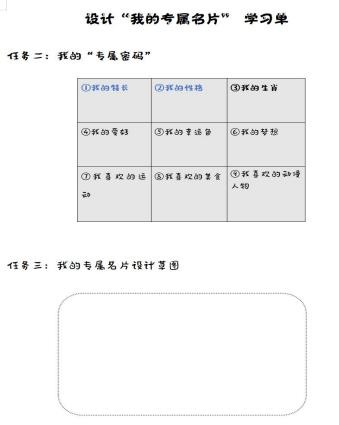 设计“我的专属名片” 学习单
任务二：我的“专属密码”
①我的特长
②我的性格
③我的生肖
④我的爱好
⑤我的幸运色
⑥我的梦想
⑦我喜欢的运
动
⑧我喜欢的美食
⑨我喜欢的动漫
人物
任务三：我的专属名片设计草图